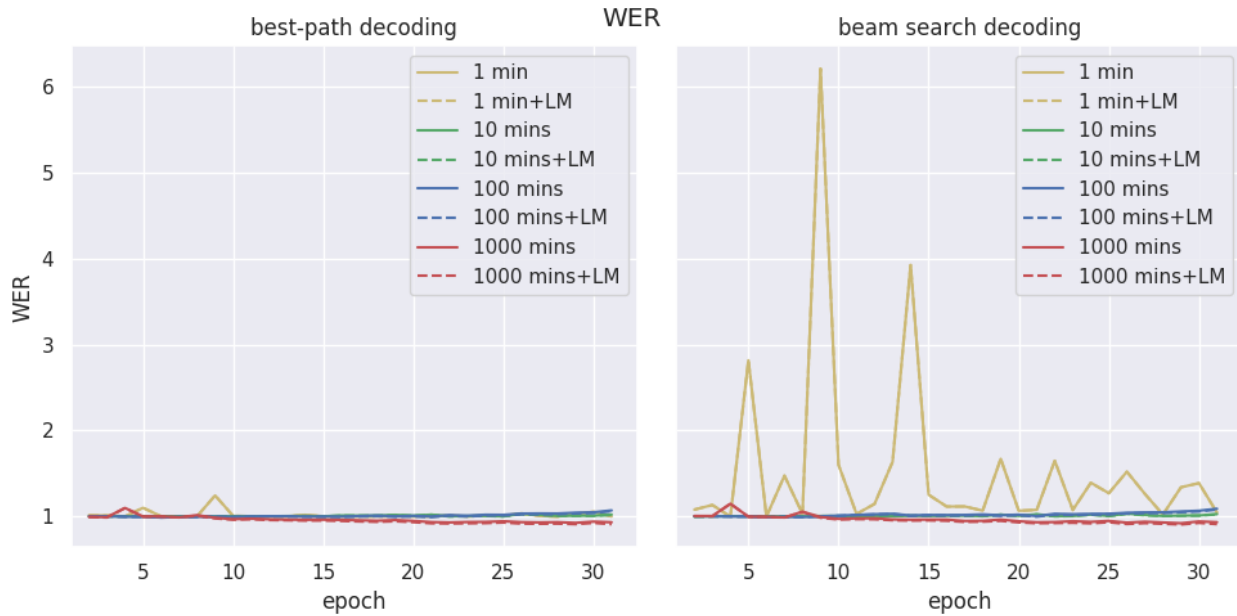 WER
best-path decoding
beam search decoding
WER
6
5
4
3
2
1
1 min
1 min+LM
10 mins
10 mins+LM
100 mins
100 mins+LM
1000 mins
1000 mins+LM
1 min
1 min+LM
10 mins
10 mins+LM
100 mins
100 mins+LM
1000 mins
1000 mins+LM
5 10 15 20 25 30
5 10 15 20 25 30
epoch
epoch